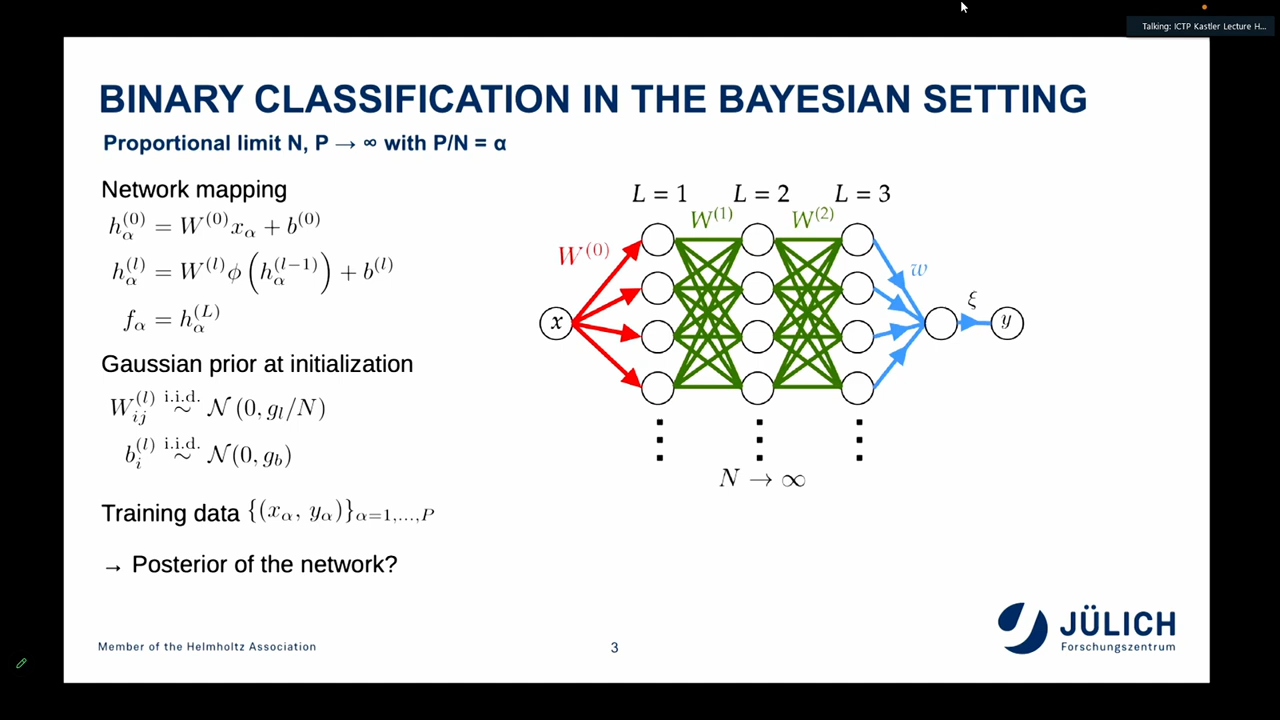 Talking: ICTP Kastler Lecture H...
BINARY CLASSIFICATION IN THE BAYESIAN SETTING
Proportional limit N, P → ∞ with P/N = α
Network mapping
h_α^{(0)} = W^{(0)} x_α + b^{(0)}
h_α^{(l)} = W^{(l)} ϕ ( h_α^{(l−1)} ) + b^{(l)}
f_α = h_α^{(L)}
Gaussian prior at initialization
W_{ij}^{(l)} i.i.d. ∼ N (0, g_l/N)
b_i^{(l)} i.i.d. ∼ N(0, g_b)
Training data {(x_α, y_α)}_{α=1,...,P}
→ Posterior of the network?
L = 1 L = 2 L = 3
W^{(1)} W^{(2)}
W^{(0)}
w
ξ
x
y
N → ∞
Member of the Helmholtz Association
3
JÜLICH
Forschungszentrum